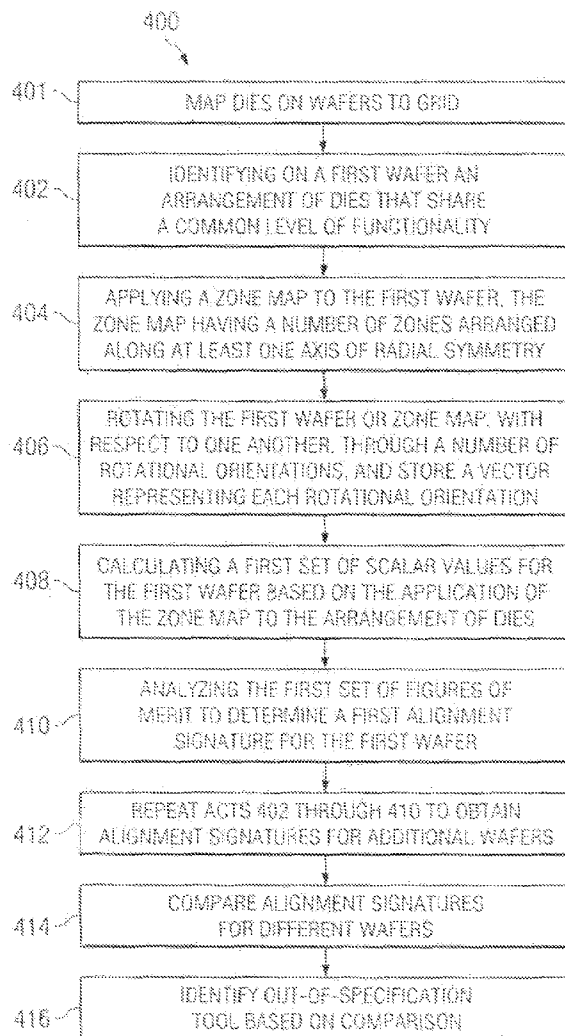 400
401
MAP DIES ON WAFERS TO GRID
402
IDENTIFYING ON A FIRST WAFER AN
ARRANGEMENT OF DIES THAT SHARE
A COMMON LEVEL OF FUNCTIONALITY
404
APPLYING A ZONE MAP TO THE FIRST WAFER, THE
ZONE MAP HAVING A NUMBER OF ZONES ARRANGED
ALONG AT LEAST ONE AXIS OF RADIAL SYMMETRY
406
ROTATING THE FIRST WAFER OR ZONE MAP, WITH
RESPECT TO ONE ANOTHER, THROUGH A NUMBER OF
ROTATIONAL ORIENTATIONS, AND STORE A VECTOR
REPRESENTING EACH ROTATIONAL ORIENTATION
408
CALCULATING A FIRST SET OF SCALAR VALUES FOR
THE FIRST WAFER BASED ON THE APPLICATION OF
THE ZONE MAP TO THE ARRANGEMENT OF DIES
410
ANALYZING THE FIRST SET OF FIGURES OF
MERIT TO DETERMINE A FIRST ALIGNMENT
SIGNATURE FOR THE FIRST WAFER
412
REPEAT ACTS 402 THROUGH 410 TO OBTAIN
ALIGNMENT SIGNATURES FOR ADDITIONAL WAFERS
414
COMPARE ALIGNMENT SIGNATURES
FOR DIFFERENT WAFERS
416
IDENTIFY OUT-OF-SPECIFICATION
TOOL BASED ON COMPARISON